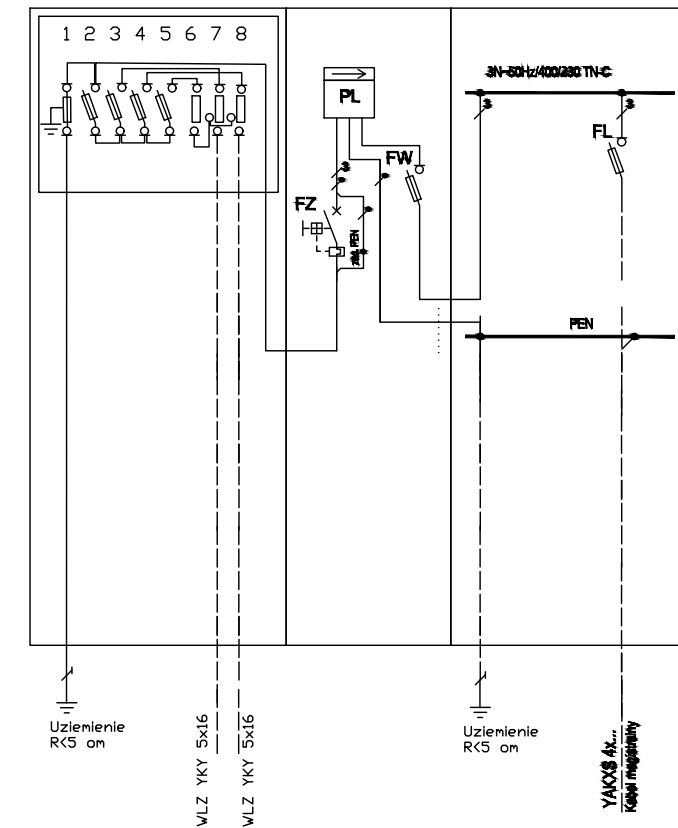 1 2 3 4 5 6 7 8
3N~50Hz/400/230 TN-C
PL
FL
FW
FZ
PEN
PEN
Uziemienie
R<5 om
WLZ YKY 5x16
WLZ YKY 5x16
Uziemienie
R<5 om
YAKXS 4x...
Kabel magistralny